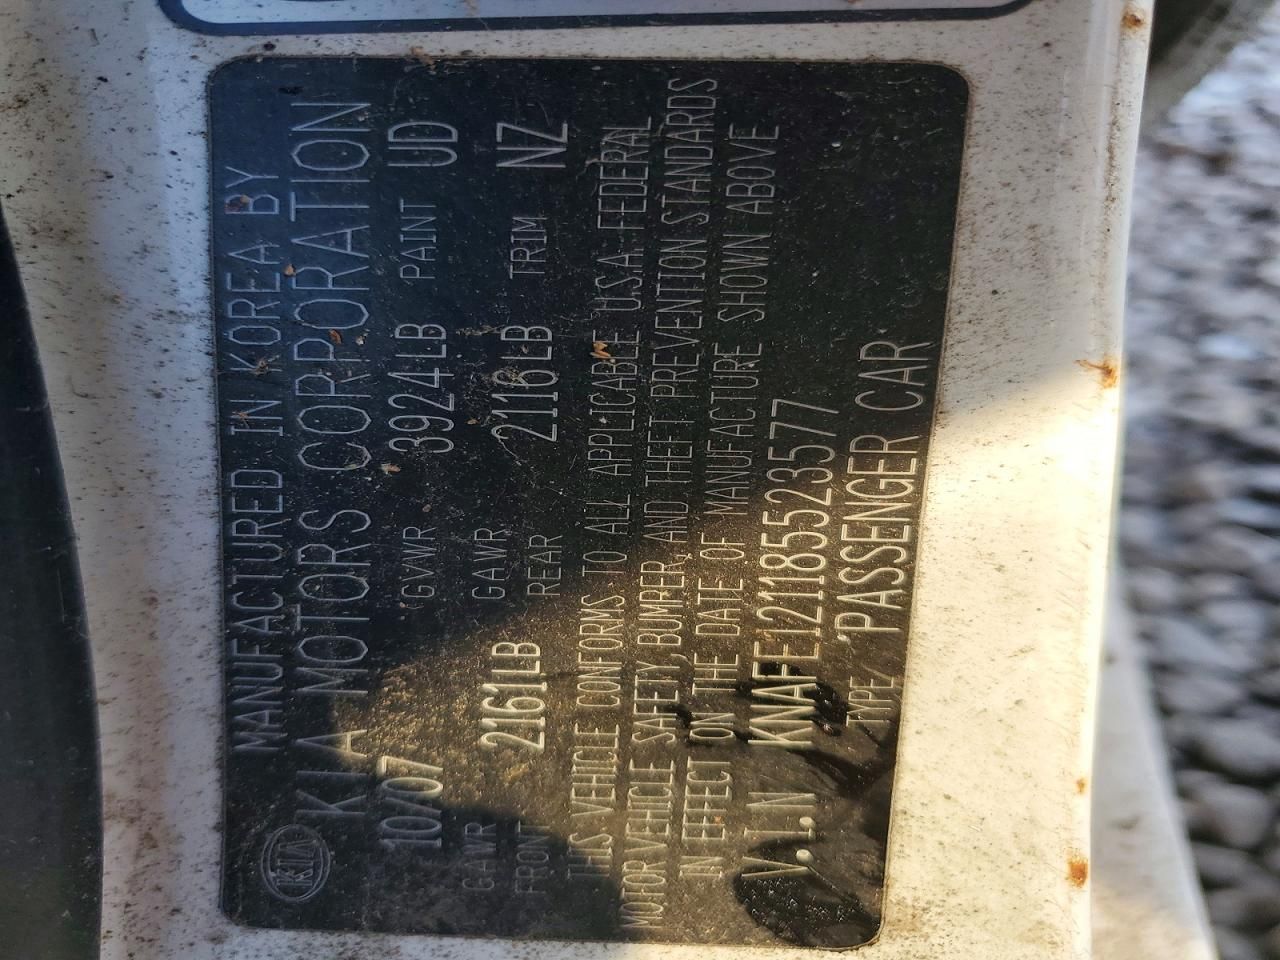 KIA
MANUFACTURED IN KOREA BY
KIA MOTORS CORPORATION
10/07 GVWR 3924LB PAINT UD
GAWR FRONT 2161LB GAWR REAR 2116LB TRIM NZ
THIS VEHICLE CONFORMS TO ALL APPLICABLE U.S.A. FEDERAL
MOTOR VEHICLE SAFETY, BUMPER, AND THEFT PREVENTION STANDARDS
IN EFFECT ON THE DATE OF MANUFACTURE SHOWN ABOVE
V.I.N KNAFE121185523577
TYPE/ PASSENGER CAR